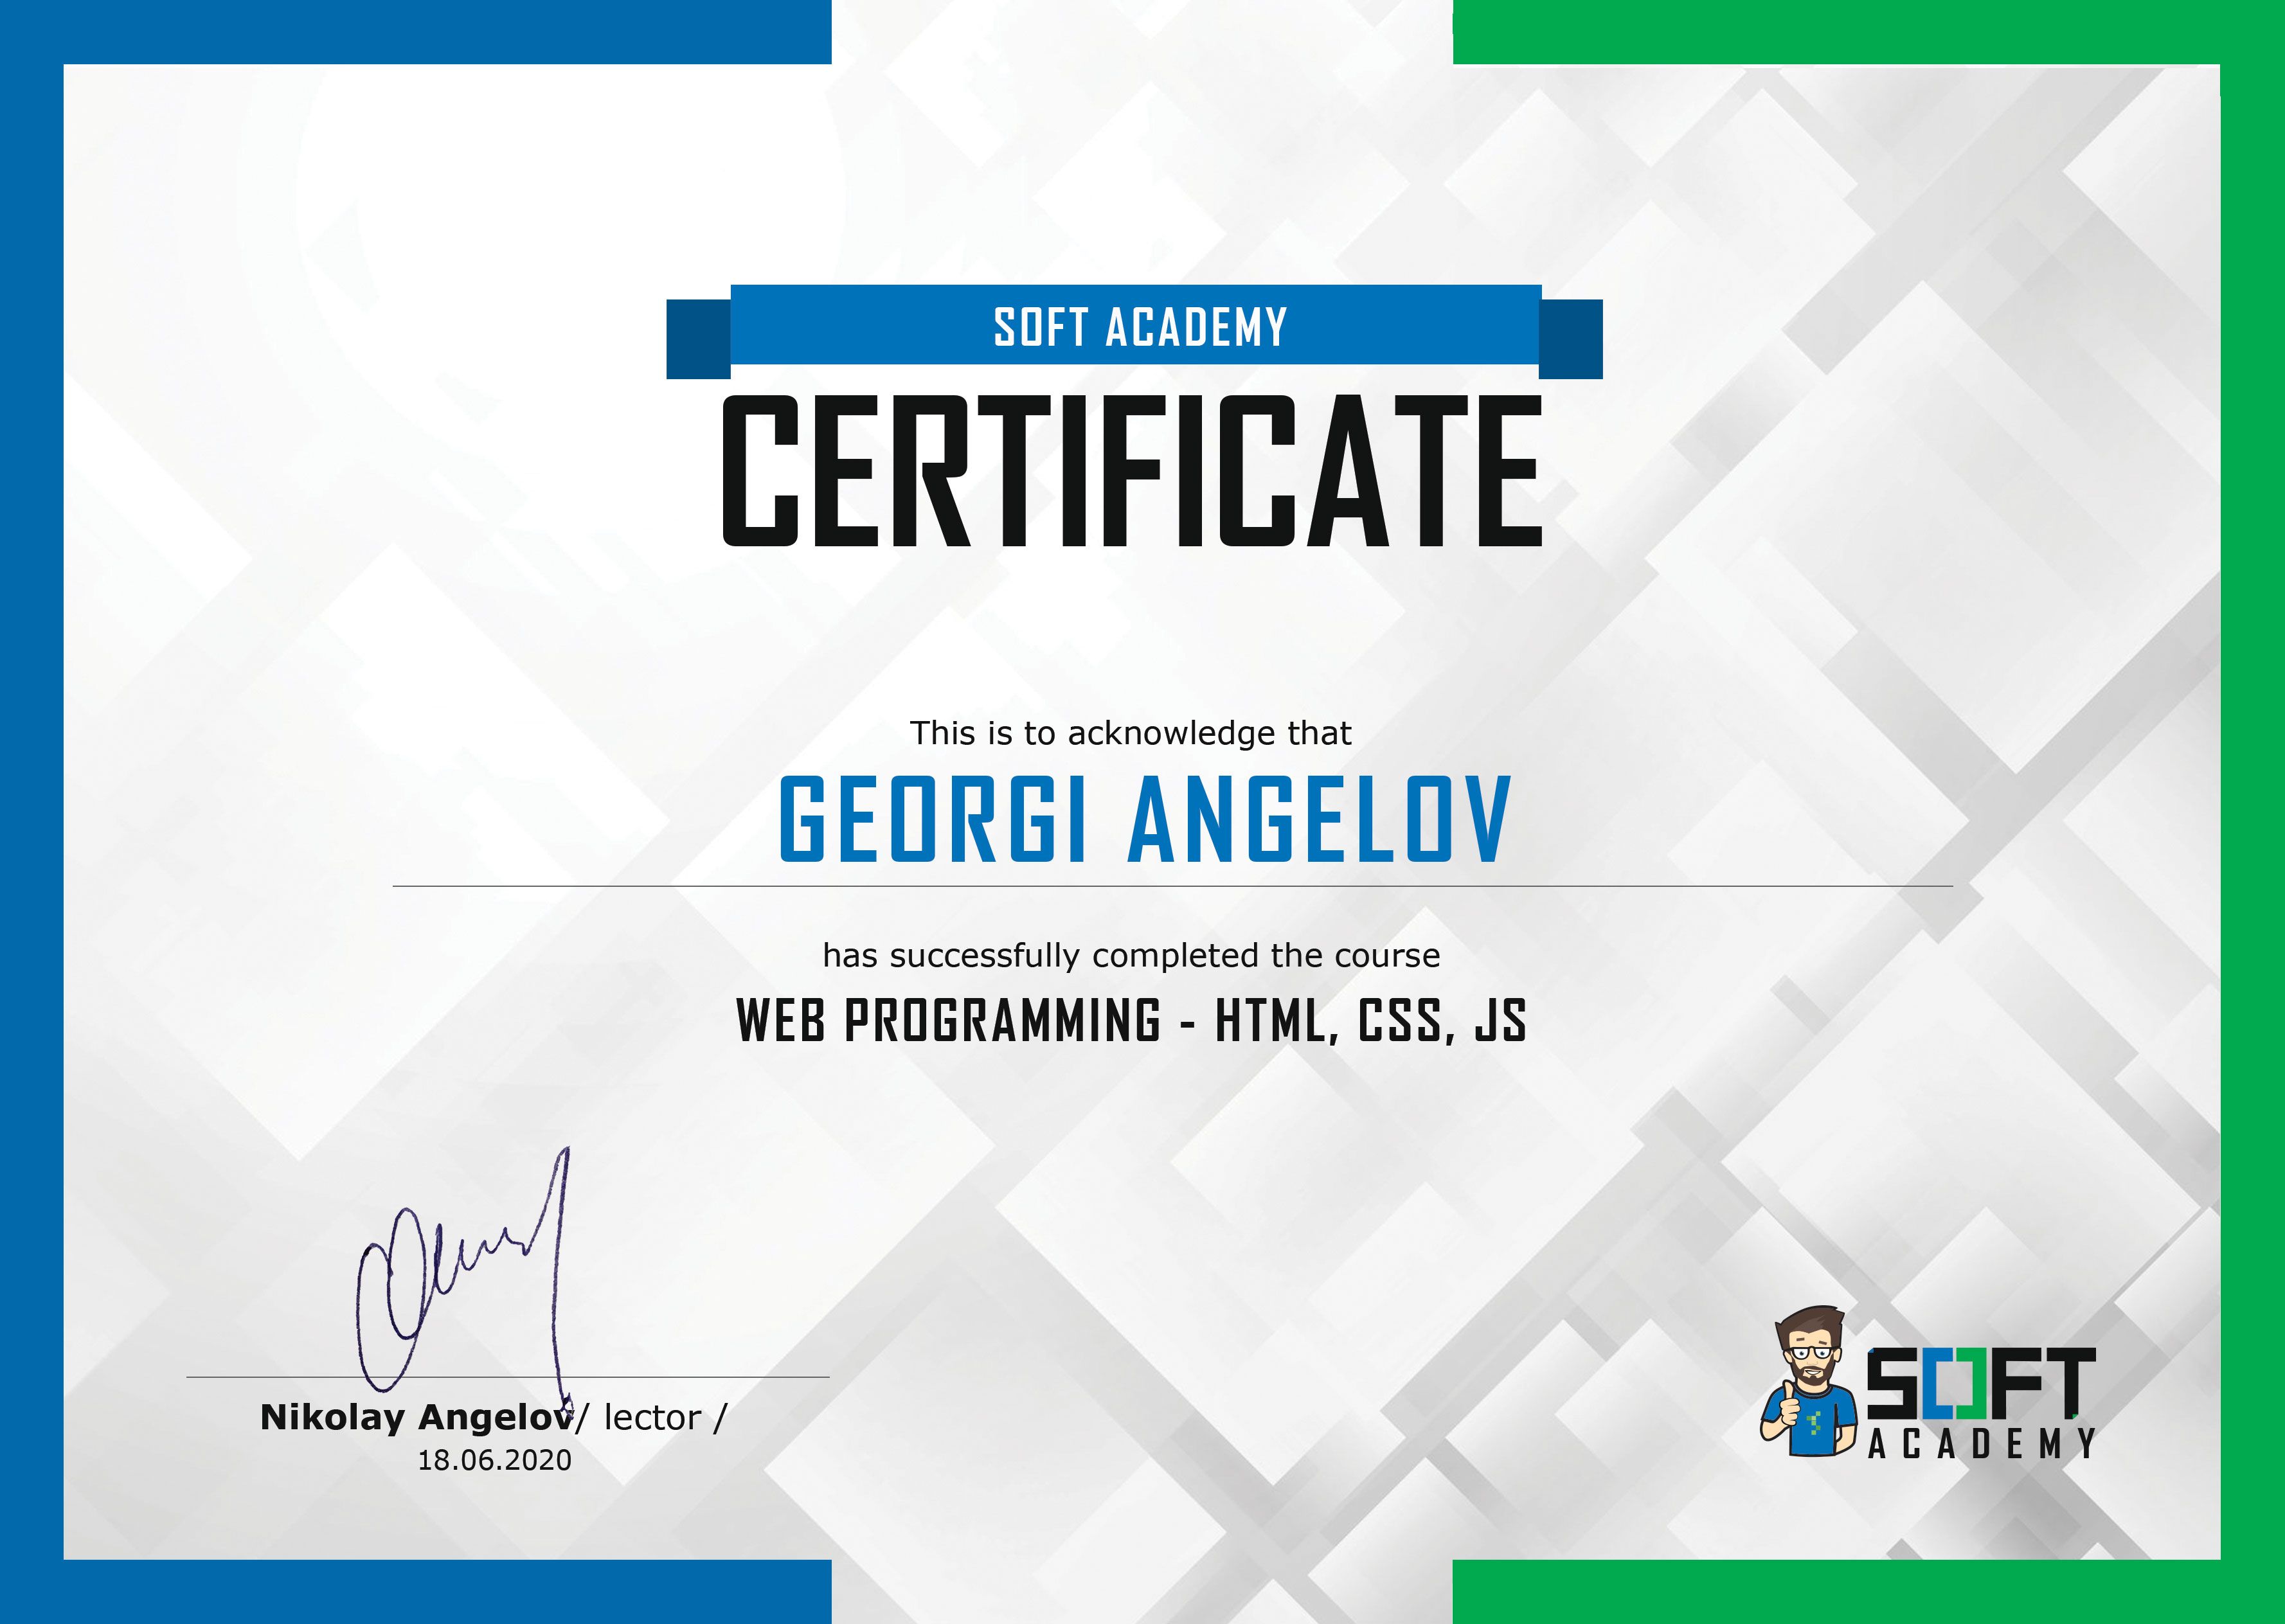 SOFT ACADEMY
CERTIFICATE
This is to acknowledge that
GEORGI ANGELOV
has successfully completed the course
WEB PROGRAMMING - HTML, CSS, JS
Nikolay Angelov/ lector /
18.06.2020
SOFT
ACADEMY